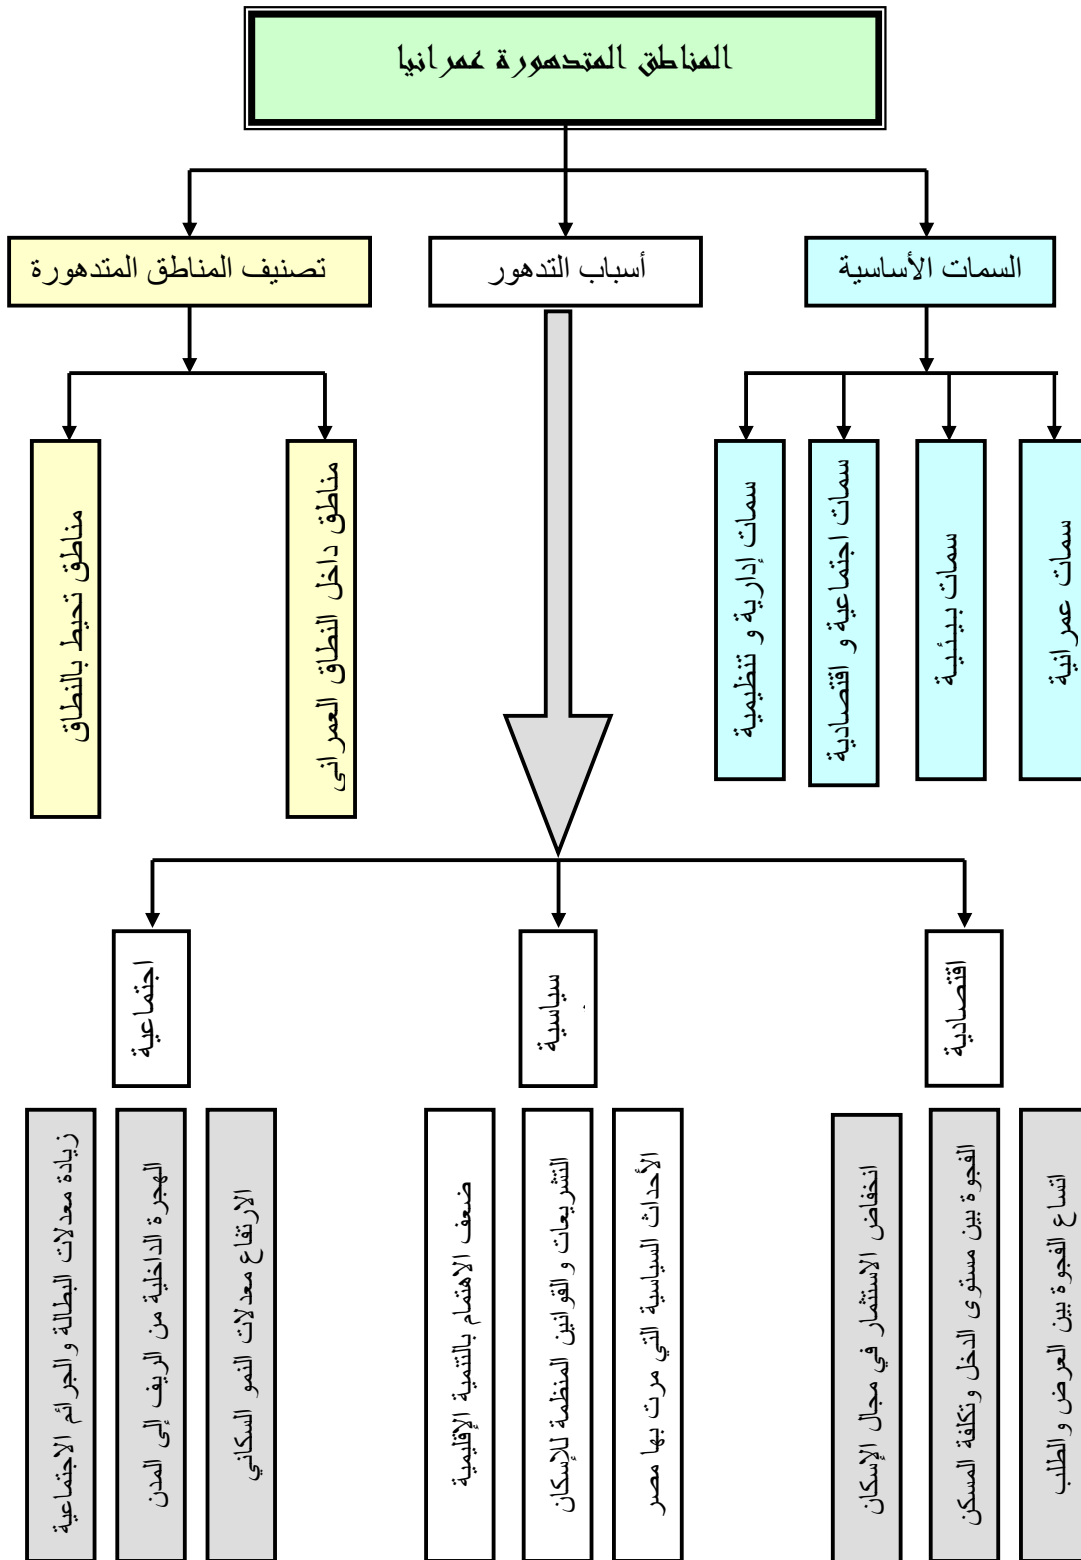 المناطق المتدهورة عمرانيا
السمات الأساسية
أسباب التدهور
تصنيف المناطق المتدهورة
سمات عمرانية
سمات بيئية
سمات اجتماعية و اقتصادية
سمات إدارية و تنظيمية
مناطق داخل النطاق العمرانى
مناطق تحيط بالنطاق
اقتصادية
سياسية
اجتماعية
اتساع الفجوة بين العرض والطلب
الفجوة بين مستوى الدخل وتكلفة المسكن
انخفاض الاستثمار في مجال الإسكان
الأحداث السياسية التي مرت بها مصر
التشريعات والقوانين المنظمة للإسكان
ضعف الاهتمام بالتنمية الإقليمية
الارتفاع معدلات النمو السكاني
الهجرة الداخلية من الريف إلى المدن
زيادة معدلات البطالة والجرائم الاجتماعية